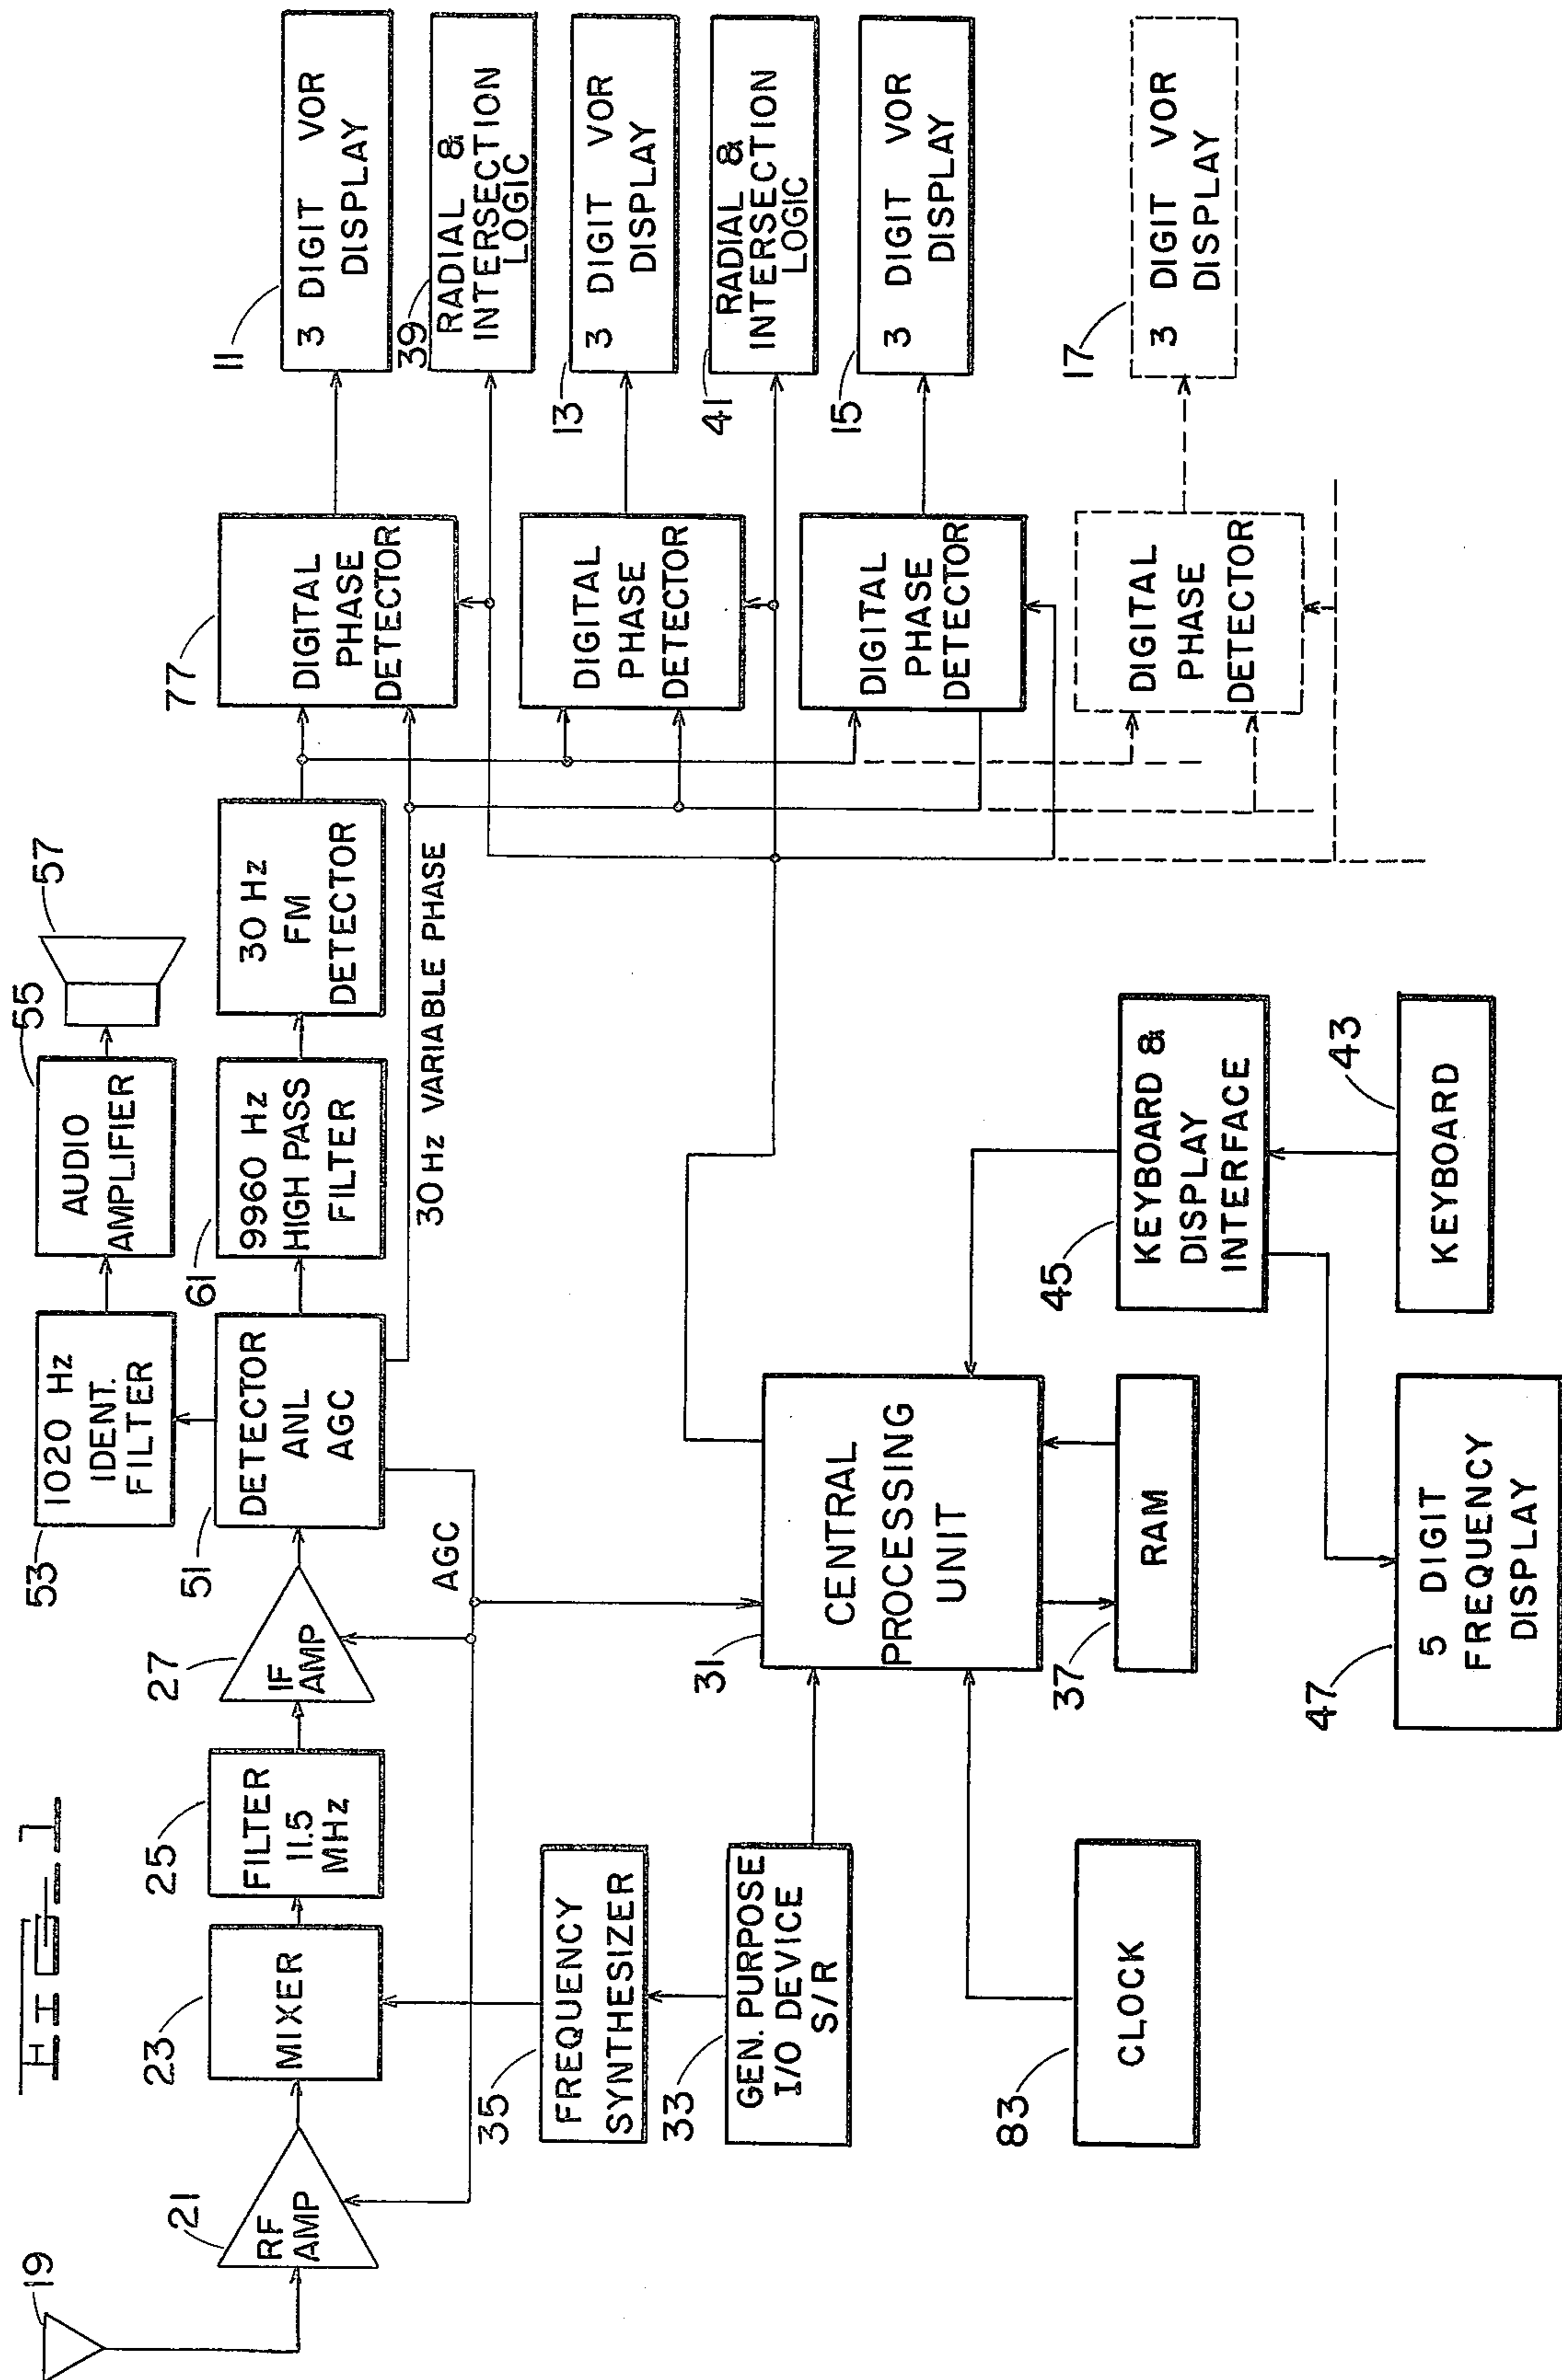 FIG_1
19
21
RF
AMP
23
MIXER
25
FILTER
11.5
MHz
27
IF
AMP
51
DETECTOR
ANL
AGC
53
1020 Hz
IDENT.
FILTER
55
AUDIO
AMPLIFIER
57
61
9960 Hz
HIGH PASS
FILTER
30 Hz
FM
DETECTOR
30 Hz VARIABLE PHASE
AGC
77
DIGITAL
PHASE
DETECTOR
DIGITAL
PHASE
DETECTOR
DIGITAL
PHASE
DETECTOR
DIGITAL
PHASE
DETECTOR
11
3 DIGIT VOR
DISPLAY
39
RADIAL &
INTERSECTION
LOGIC
13
3 DIGIT VOR
DISPLAY
41
RADIAL &
INTERSECTION
LOGIC
15
3 DIGIT VOR
DISPLAY
17
3 DIGIT VOR
DISPLAY
35
FREQUENCY
SYNTHESIZER
33
GEN. PURPOSE
I/O DEVICE
S/R
83
CLOCK
31
CENTRAL
PROCESSING
UNIT
37
RAM
45
KEYBOARD &
DISPLAY
INTERFACE
43
KEYBOARD
47
5 DIGIT
FREQUENCY
DISPLAY